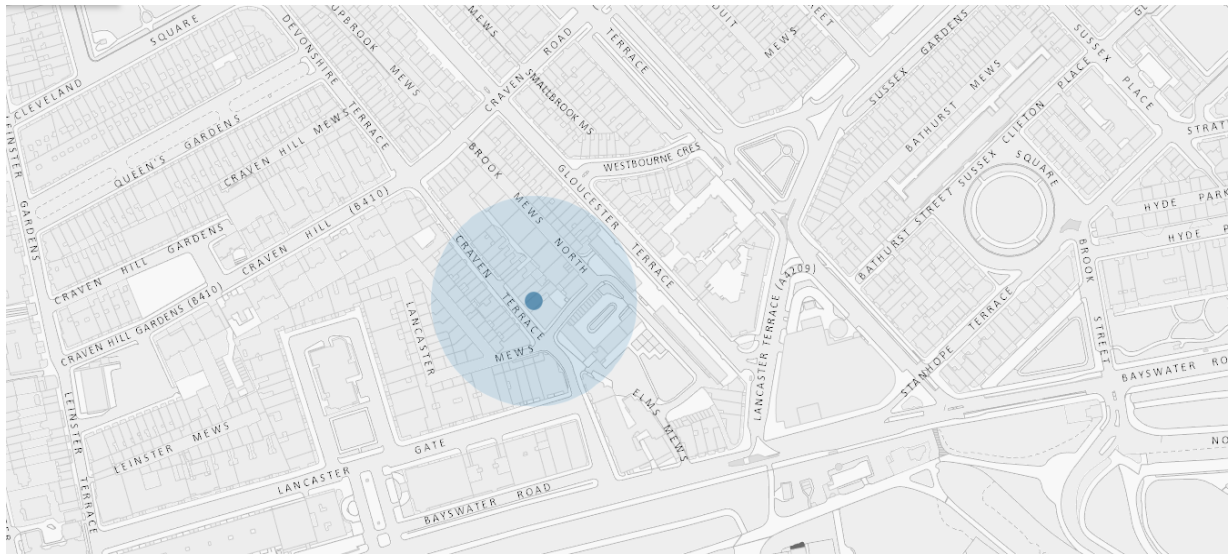 SQUARE
CLEVELAND
LEINSTER GARDENS
QUEEN'S GARDENS
CRAVEN HILL MEWS
DEVONSHIRE TERRACE
UPBROOK MEWS
MEWS
CRAVEN ROAD
SMALLBROOK MS
TERRACE
MEWS
SUSSEX GARDENS
BATHURST MEWS
SUSSEX PLACE
BATHURST STREET
SUSSEX
CLIFTON PLACE
SQUARE
HYDE PARK
HYDE
WESTBOURNE CRES
BROOK MEWS NORTH
GLOUCESTER TERRACE
CRAVEN HILL (B410)
CRAVEN HILL GARDENS
CRAVEN HILL GARDENS (B410)
CRAVEN TERRACE
LANCASTER MEWS
LANCASTER TERRACE (A4209)
STANHOPE TERRACE
BROOK STREET
BAYSWATER
ELMS MEWS
LEINSTER TERRACE
LEINSTER MEWS
LANCASTER GATE
BAYSWATER ROAD